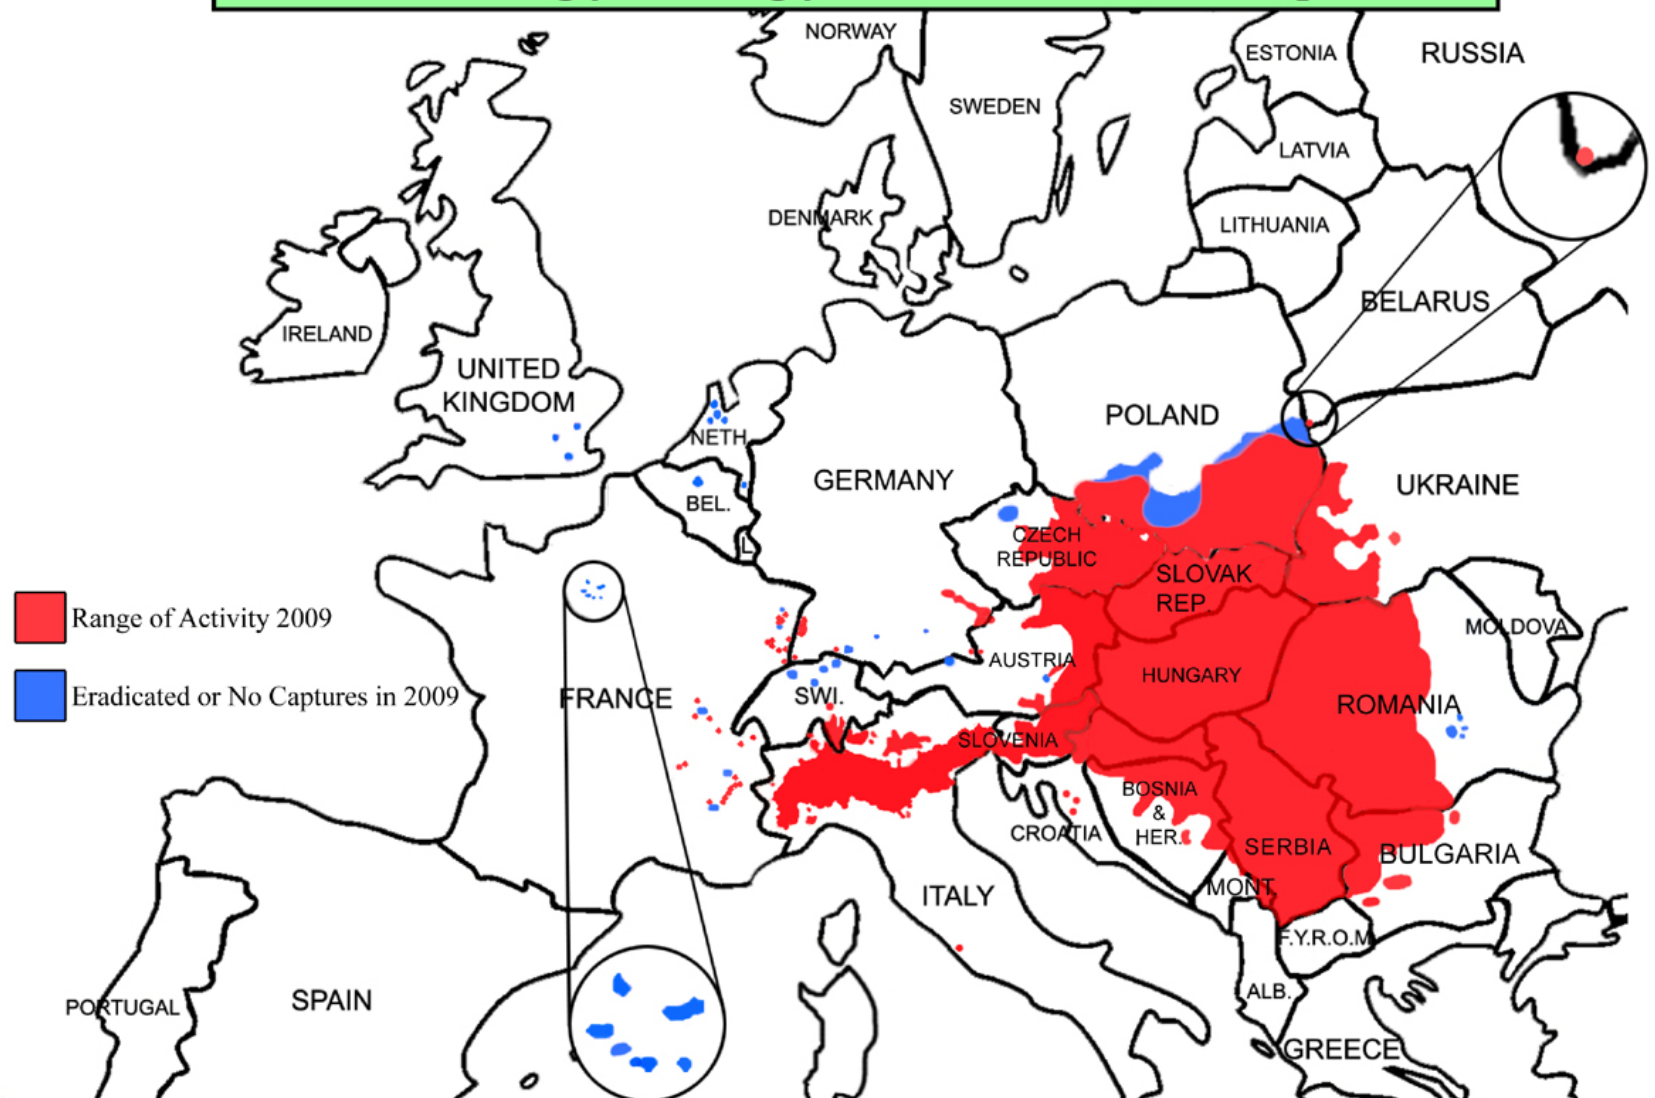 NORWAY
ESTONIA
RUSSIA
SWEDEN
LATVIA
DENMARK
LITHUANIA
BELARUS
IRELAND
UNITED
KINGDOM
POLAND
NETH.
GERMANY
UKRAINE
BEL.
L
CZECH
REPUBLIC
SLOVAK
REP
Range of Activity 2009
MOLDOVA
AUSTRIA
HUNGARY
Eradicated or No Captures in 2009
FRANCE
SWI.
ROMANIA
SLOVENIA
BOSNIA
&
HER.
CROATIA
SERBIA
BULGARIA
MONT.
ITALY
F.Y.R.O.M
ALB.
SPAIN
PORTUGAL
GREECE